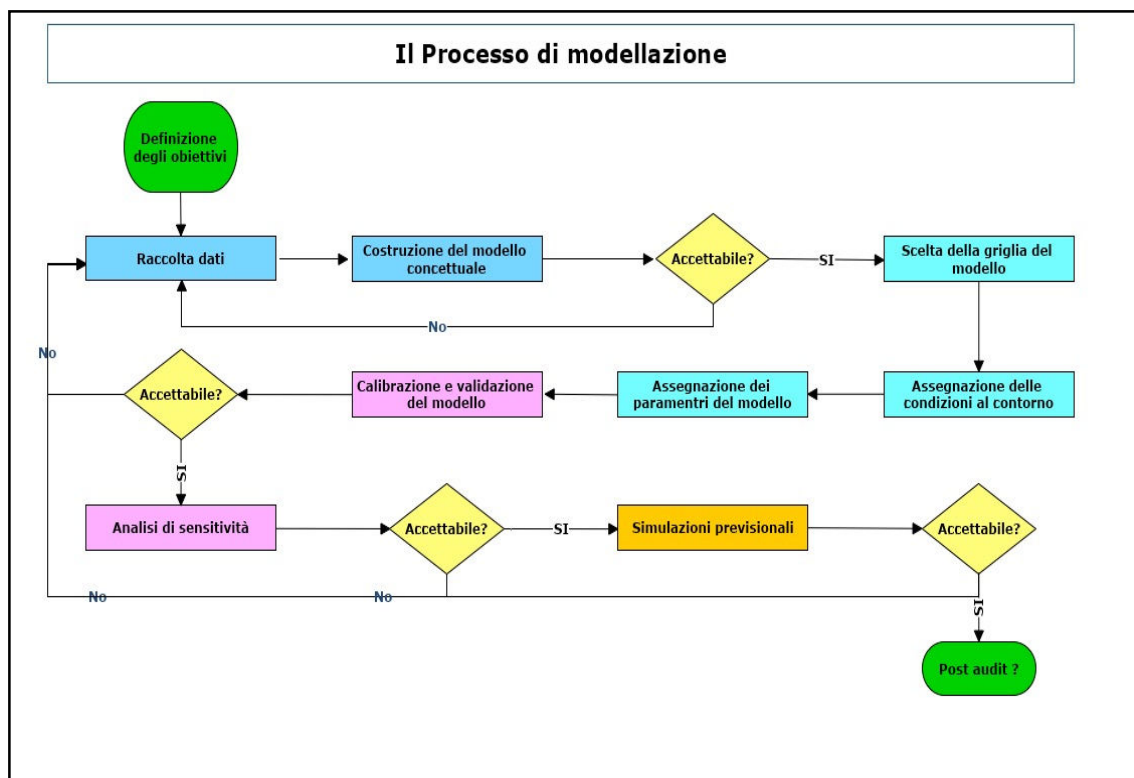 Il Processo di modellazione
Definizione
degli obiettivi
Raccolta dati
Costruzione del modello
concettuale
Accettabile?
SI
Scelta della griglia del
modello
No
No
Accettabile?
Calibrazione e validazione
del modello
Assegnazione dei
paramentri del modello
Assegnazione delle
condizioni al contorno
SI
Analisi di sensitività
Accettabile?
SI
Simulazioni previsionali
Accettabile?
No
No
SI
Post audit ?